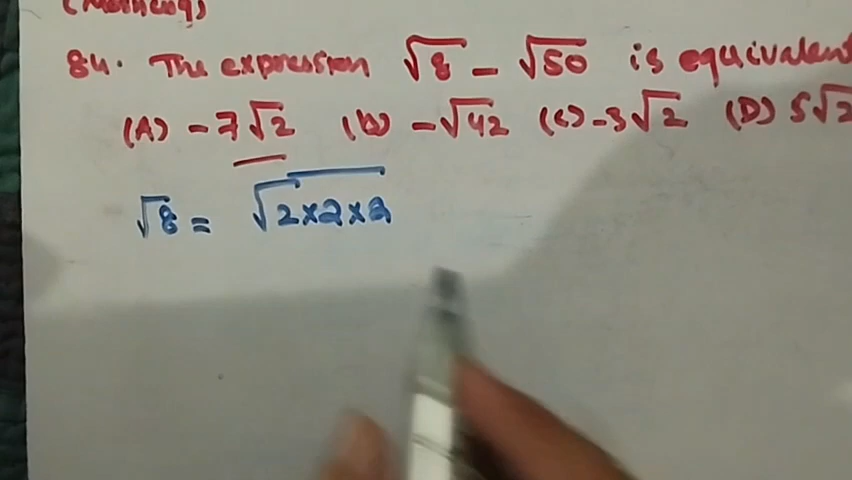 84. The expression √8 - √50 is equivalent
(A) -7√2 (B) -√42 (C) -3√2 (D) 5√2
√8 = √2×2×2